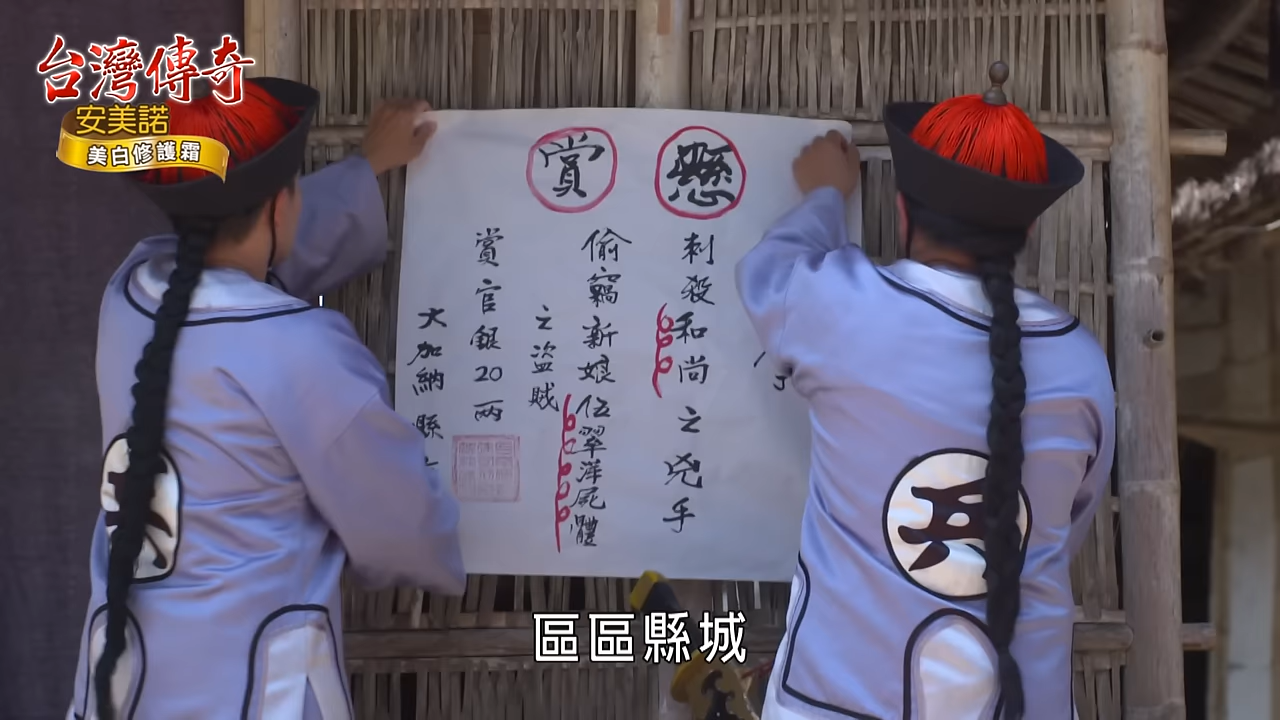 台灣傳奇
安美諾
美白修護霜
懸賞
刺殺和尚之兇手
偷竊新娘伍翠萍屍體
之盜賊
賞官銀20兩
大加納縣
兵
區區縣城